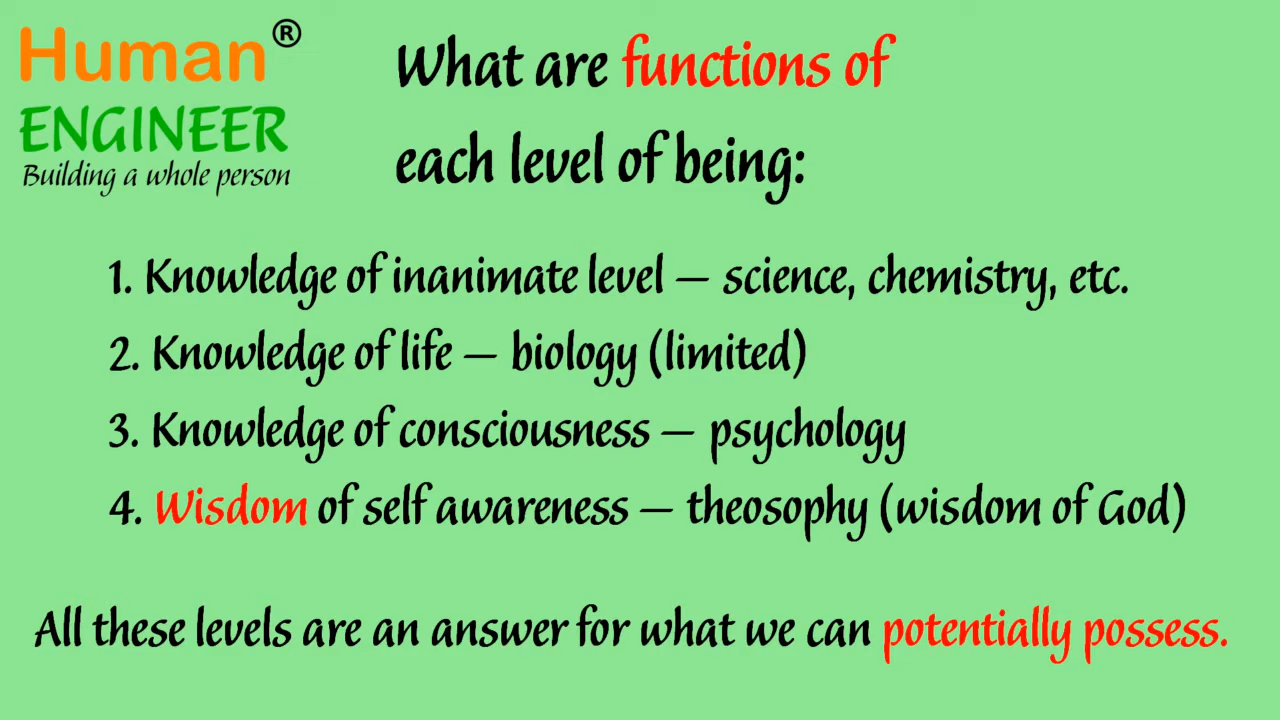 Human®
ENGINEER
Building a whole person
What are functions of
each level of being:
1. Knowledge of inanimate level — science, chemistry, etc.
2. Knowledge of life — biology (limited)
3. Knowledge of consciousness — psychology
4. Wisdom of self awareness — theosophy (wisdom of God)
All these levels are an answer for what we can potentially possess.